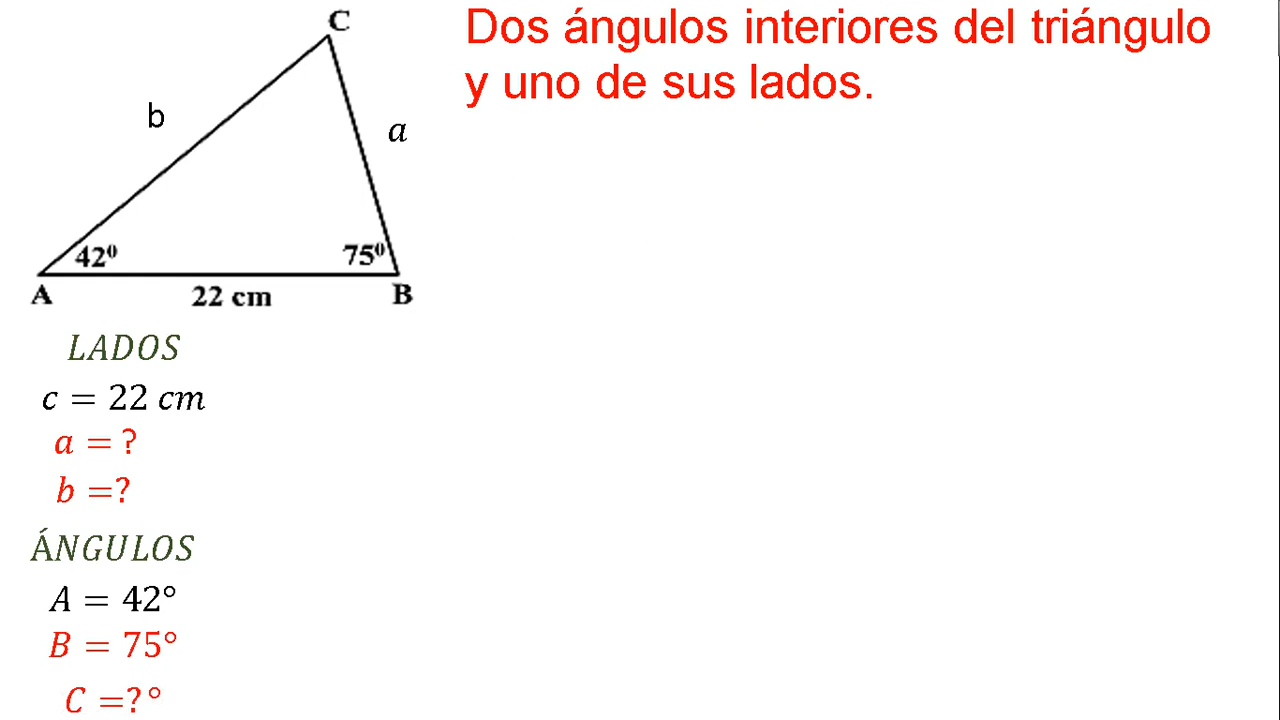 C
Dos ángulos interiores del triángulo
y uno de sus lados.
b
a
42⁰
75⁰
A
22 cm
B
LADOS
c = 22 cm
a = ?
b =?
ÁNGULOS
A = 42°
B = 75°
C =?°